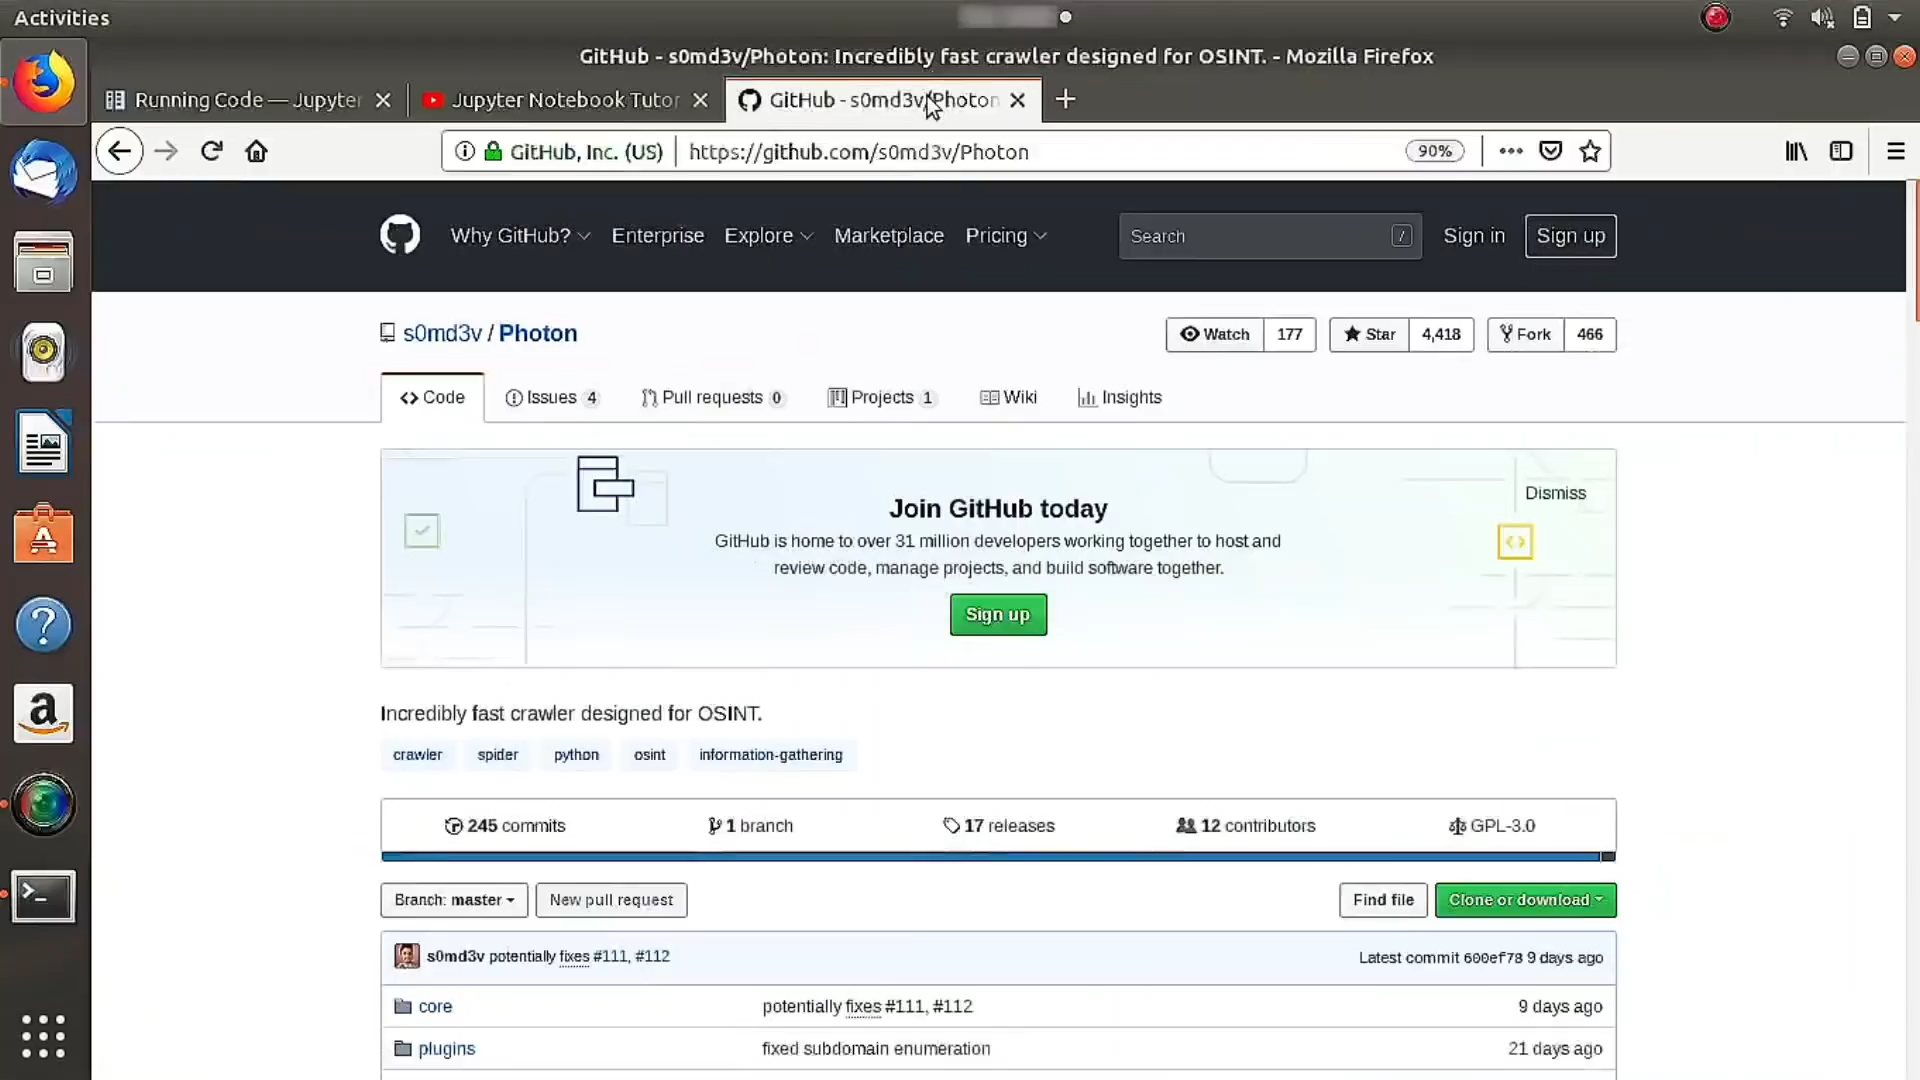 Activities
GitHub - s0md3v/Photon: Incredibly fast crawler designed for OSINT. - Mozilla Firefox
Running Code — Jupyter
Jupyter Notebook Tutor
GitHub - s0md3v/Photon
GitHub, Inc. (US) https://github.com/s0md3v/Photon 90%
Why GitHub? Enterprise Explore Marketplace Pricing Search / Sign in Sign up
s0md3v / Photon
Watch 177 Star 4,418 Fork 466
Code Issues 4 Pull requests 0 Projects 1 Wiki Insights
Dismiss
Join GitHub today
GitHub is home to over 31 million developers working together to host and
review code, manage projects, and build software together.
Sign up
Incredibly fast crawler designed for OSINT.
crawler spider python osint information-gathering
245 commits 1 branch 17 releases 12 contributors GPL-3.0
Branch: master New pull request Find file Clone or download
s0md3v potentially fixes #111, #112 Latest commit 600ef78 9 days ago
core potentially fixes #111, #112 9 days ago
plugins fixed subdomain enumeration 21 days ago